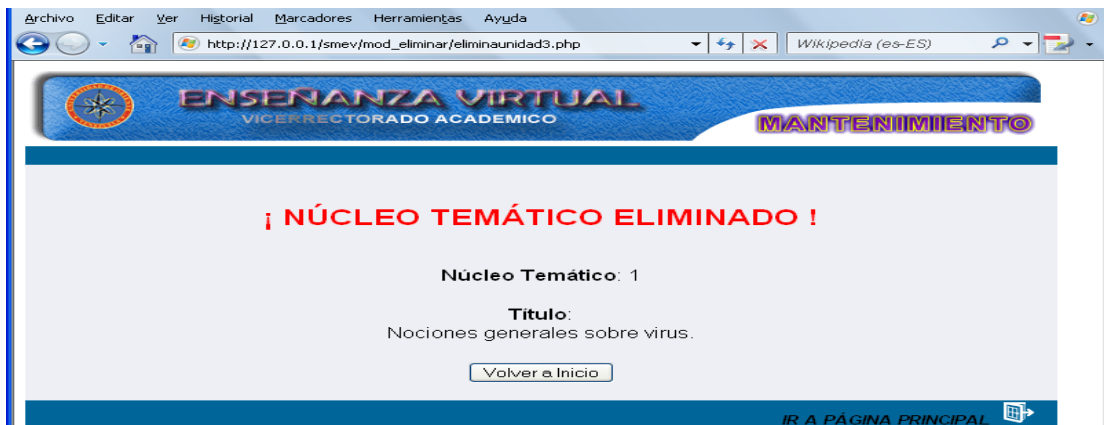 Archivo Editar Ver Historial Marcadores Herramientas Ayuda
http://127.0.0.1/smev/mod_eliminar/eliminaunidad3.php Wikipedia (es-ES)
ENSEÑANZA VIRTUAL
VICERRECTORADO ACADEMICO
MANTENIMIENTO
¡ NÚCLEO TEMÁTICO ELIMINADO !
Núcleo Temático: 1
Título:
Nociones generales sobre virus.
Volver a Inicio
IR A PÁGINA PRINCIPAL